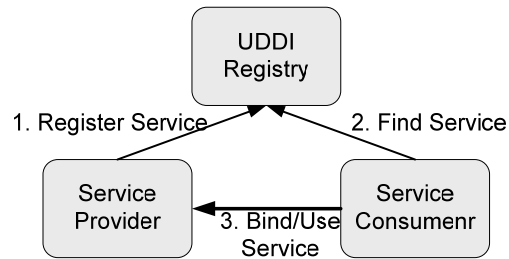 UDDI
Registry
1. Register Service
2. Find Service
Service
Provider
Service
Consumenr
3. Bind/Use
Service